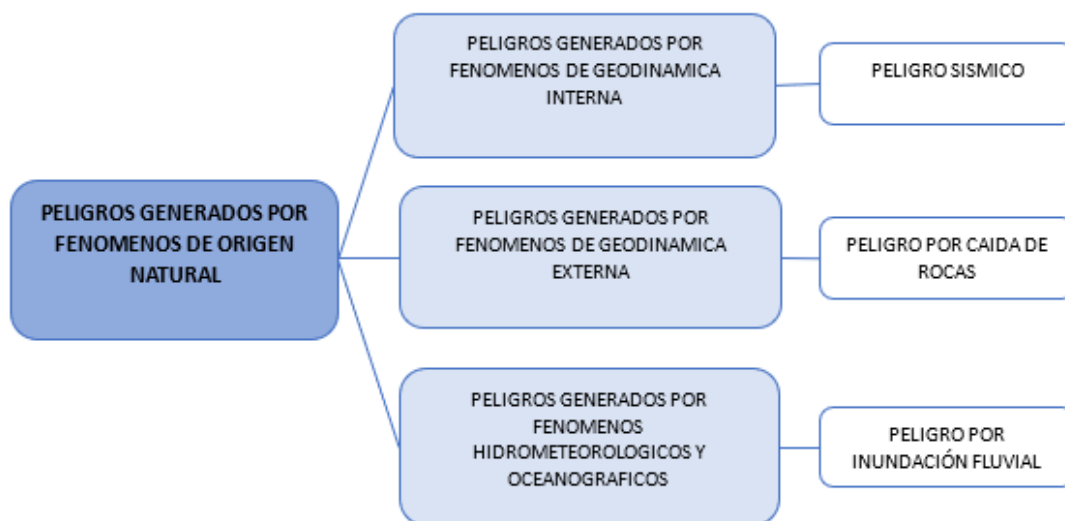 PELIGROS GENERADOS POR
FENOMENOS DE ORIGEN
NATURAL
PELIGROS GENERADOS POR
FENOMENOS DE GEODINAMICA
INTERNA
PELIGRO SISMICO
PELIGROS GENERADOS POR
FENOMENOS DE GEODINAMICA
EXTERNA
PELIGRO POR CAIDA DE
ROCAS
PELIGROS GENERADOS POR
FENOMENOS
HIDROMETEOROLOGICOS Y
OCEANOGRAFICOS
PELIGRO POR
INUNDACIÓN FLUVIAL